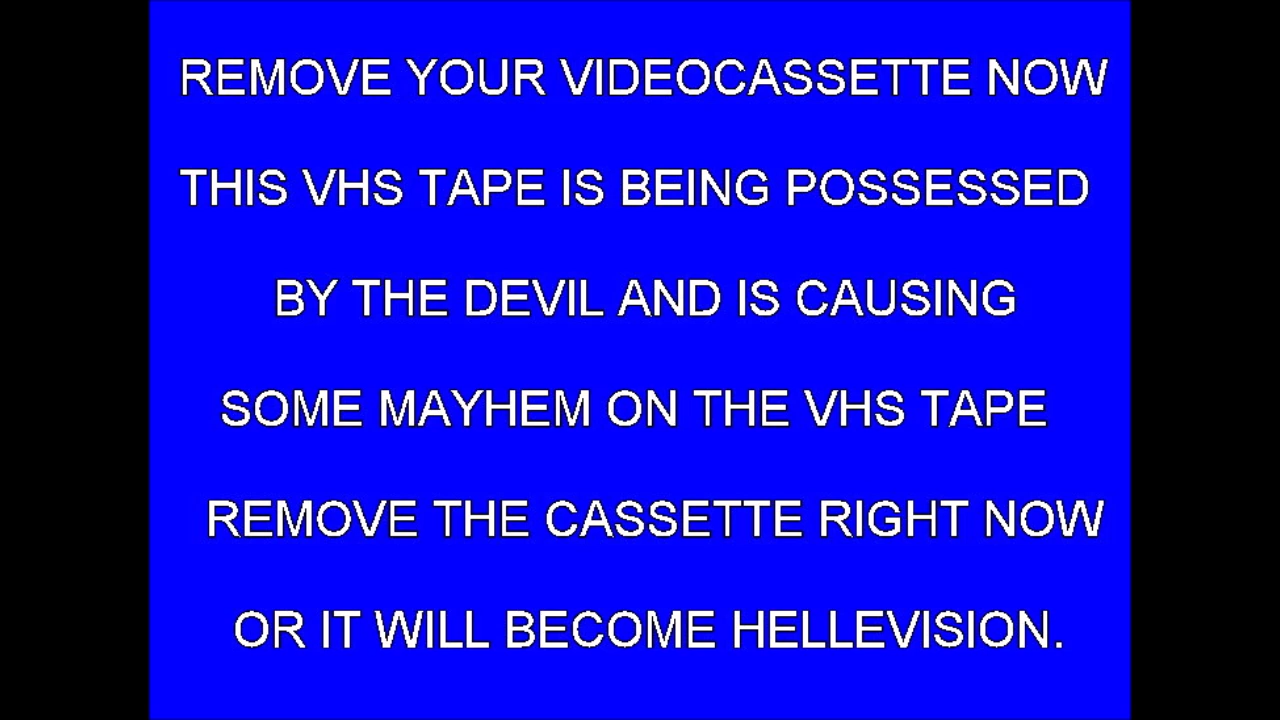 REMOVE YOUR VIDEOCASSETTE NOW
THIS VHS TAPE IS BEING POSSESSED
BY THE DEVIL AND IS CAUSING
SOME MAYHEM ON THE VHS TAPE
REMOVE THE CASSETTE RIGHT NOW
OR IT WILL BECOME HELLEVISION.